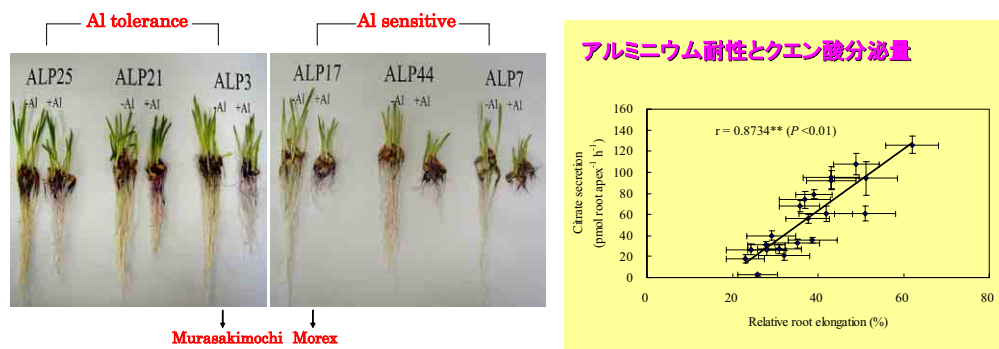 Al tolerance
Al sensitive
ALP25 ALP21 ALP3
-Al +Al -Al +Al -Al +Al
ALP17 ALP44 ALP7
-Al +Al -Al +Al -Al +Al
Murasakimochi Morex
アルミニウム耐性とクエン酸分泌量
r = 0.8734** (P <0.01)
Citrate secretion
(pmol root apex⁻¹ h⁻¹)
160
140
120
100
80
60
40
20
0
0 20 40 60 80
Relative root elongation (%)